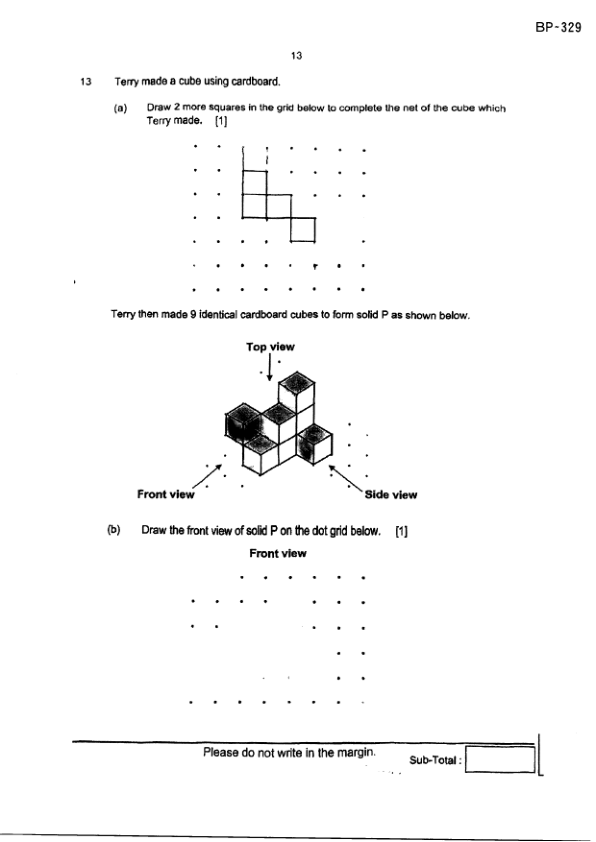 BP-329
13
13 Terry made a cube using cardboard.
(a) Draw 2 more squares in the grid below to complete the net of the cube which
Terry made. [1]
Terry then made 9 identical cardboard cubes to form solid P as shown below.
Top view
Front view
Side view
(b) Draw the front view of solid P on the dot grid below. [1]
Front view
Please do not write in the margin.
Sub-Total :